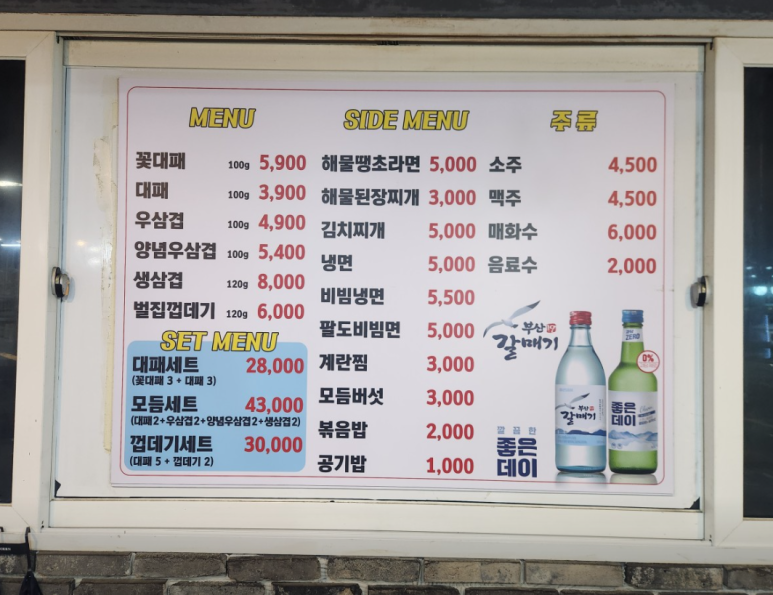 MENU
꽃대패 100g 5,900
대패 100g 3,900
우삼겹 100g 4,900
양념우삼겹 100g 5,400
생삼겹 120g 8,000
벌집껍데기 120g 6,000
SET MENU
대패세트 28,000
(꽃대패 3 + 대패 3)
모듬세트 43,000
(대패2+우삼겹2+양념우삼겹2+생삼겹2)
껍데기세트 30,000
(대패 5 + 껍데기 2)
SIDE MENU
해물땡초라면 5,000
해물된장찌개 3,000
김치찌개 5,000
냉면 5,000
비빔냉면 5,500
팔도비빔면 5,000
계란찜 3,000
모듬버섯 3,000
볶음밥 2,000
공기밥 1,000
주류
소주 4,500
맥주 4,500
매화수 6,000
음료수 2,000
부산
갈매기
깔끔한
좋은
데이
부산
갈매기
ZERO
0%
좋은
데이